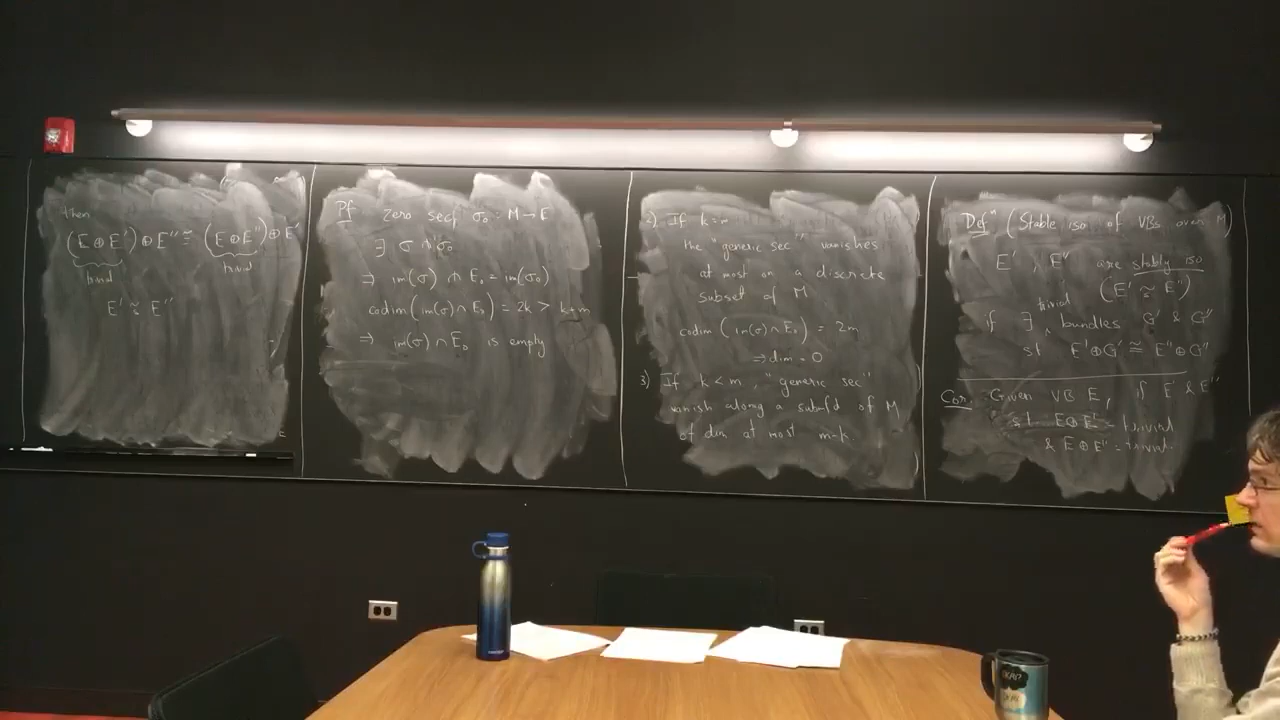 then
(E ⊕ E') ⊕ E'' ≅ (E ⊕ E'') ⊕ E'
trivial trivial
E' ≃ E''
Pf Zero sec σ₀ : M → E
∃ σ ⋔ σ₀
⇒ im(σ) ⋔ E₀ = im(σ₀)
codim(im(σ) ∩ E₀) = 2k > k+m
⇒ im(σ) ∩ E₀ is empty
2) If k=m
the "generic sec" vanishes
at most on a discrete
subset of M
codim (im(σ) ∩ E₀) = 2m
⇒ dim = 0
3) If k < m, "generic sec"
vanish along a submfd of M
of dim at most m-k.
Defⁿ (Stable iso of VBs over M)
E', E'' are stably iso
(E' ≃ E'')
if ∃ trivial bundles G' & G''
st E'⊕G' ≅ E''⊕G''
Cor Given VB E, if E' & E''
st E⊕E' = trivial
& E⊕E'' = trivial.